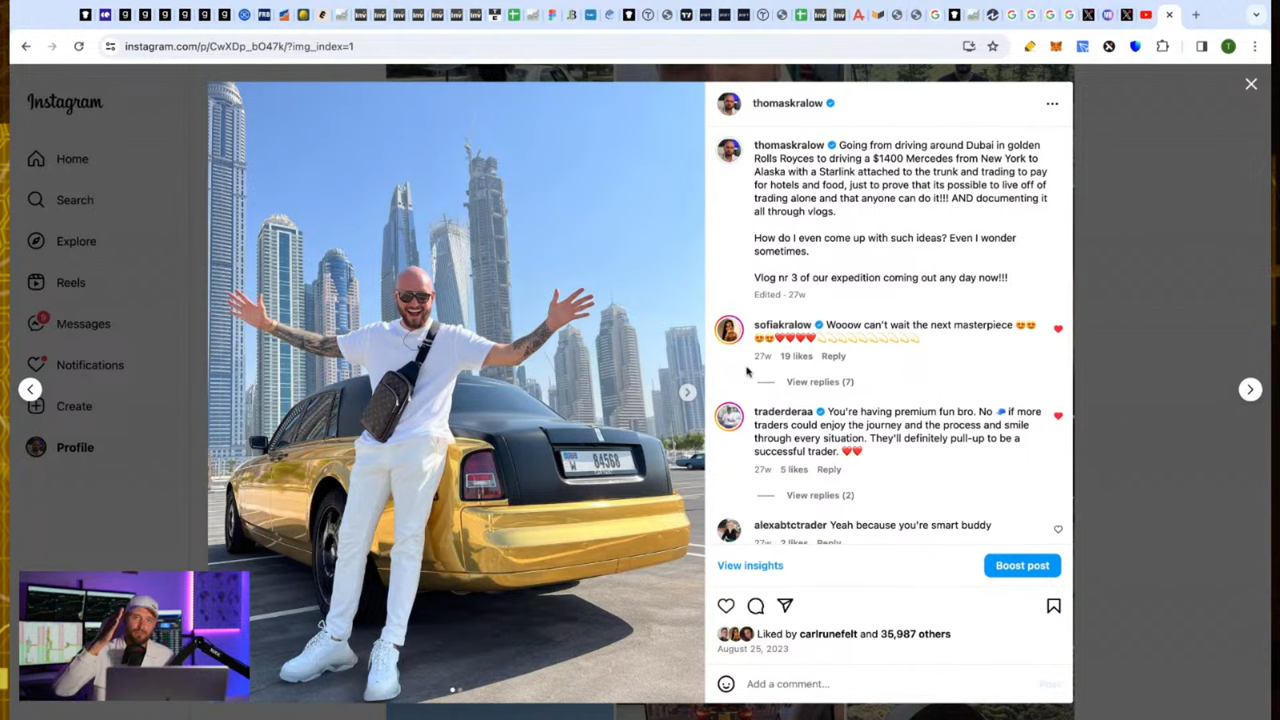 instagram.com/p/CwXDp_bO47k/?img_index=1
Instagram
Home
Search
Explore
Reels
9
Messages
Notifications
Create
Profile
W 84568
thomaskralow
thomaskralow Going from driving around Dubai in golden
Rolls Royces to driving a $1400 Mercedes from New York to
Alaska with a Starlink attached to the trunk and trading to pay
for hotels and food, just to prove that its possible to live off of
trading alone and that anyone can do it!!! AND documenting it
all through vlogs.
How do I even come up with such ideas? Even I wonder
sometimes.
Vlog nr 3 of our expedition coming out any day now!!!
Edited · 27w
sofiakralow Wooow can't wait the next masterpiece 😍😍
😍😍❤️❤️❤️❤️💫💫💫💫💫💫💫💫💫
27w 19 likes Reply
View replies (7)
traderderaa You're having premium fun bro. No 🧢 if more
traders could enjoy the journey and the process and smile
through every situation. They'll definitely pull-up to be a
successful trader. ❤️❤️
27w 5 likes Reply
View replies (2)
alexabtctrader Yeah because you're smart buddy
27w 2 likes Reply
View insights
Boost post
Liked by carlrunefelt and 35,987 others
August 25, 2023
Add a comment...
Post